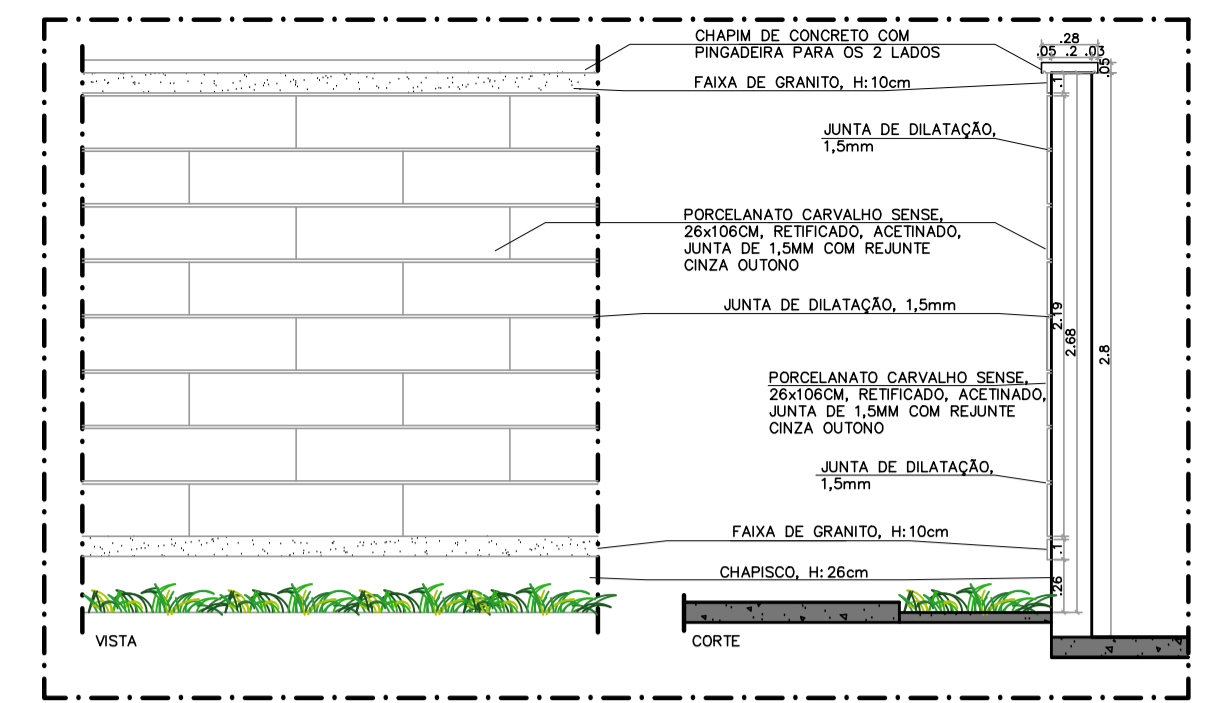 CHAPIM DE CONCRETO COM
PINGADEIRA PARA OS 2 LADOS
.28
.05 .2 .03
.05
FAIXA DE GRANITO, H:10cm
.1
JUNTA DE DILATAÇÃO,
1,5mm
PORCELANATO CARVALHO SENSE,
26x106CM, RETIFICADO, ACETINADO,
JUNTA DE 1,5MM COM REJUNTE
CINZA OUTONO
JUNTA DE DILATAÇÃO, 1,5mm
2.19
2.68
2.8
PORCELANATO CARVALHO SENSE,
26x106CM, RETIFICADO, ACETINADO,
JUNTA DE 1,5MM COM REJUNTE
CINZA OUTONO
JUNTA DE DILATAÇÃO,
1,5mm
FAIXA DE GRANITO, H:10cm
.1
CHAPISCO, H:26cm
.26
VISTA
CORTE